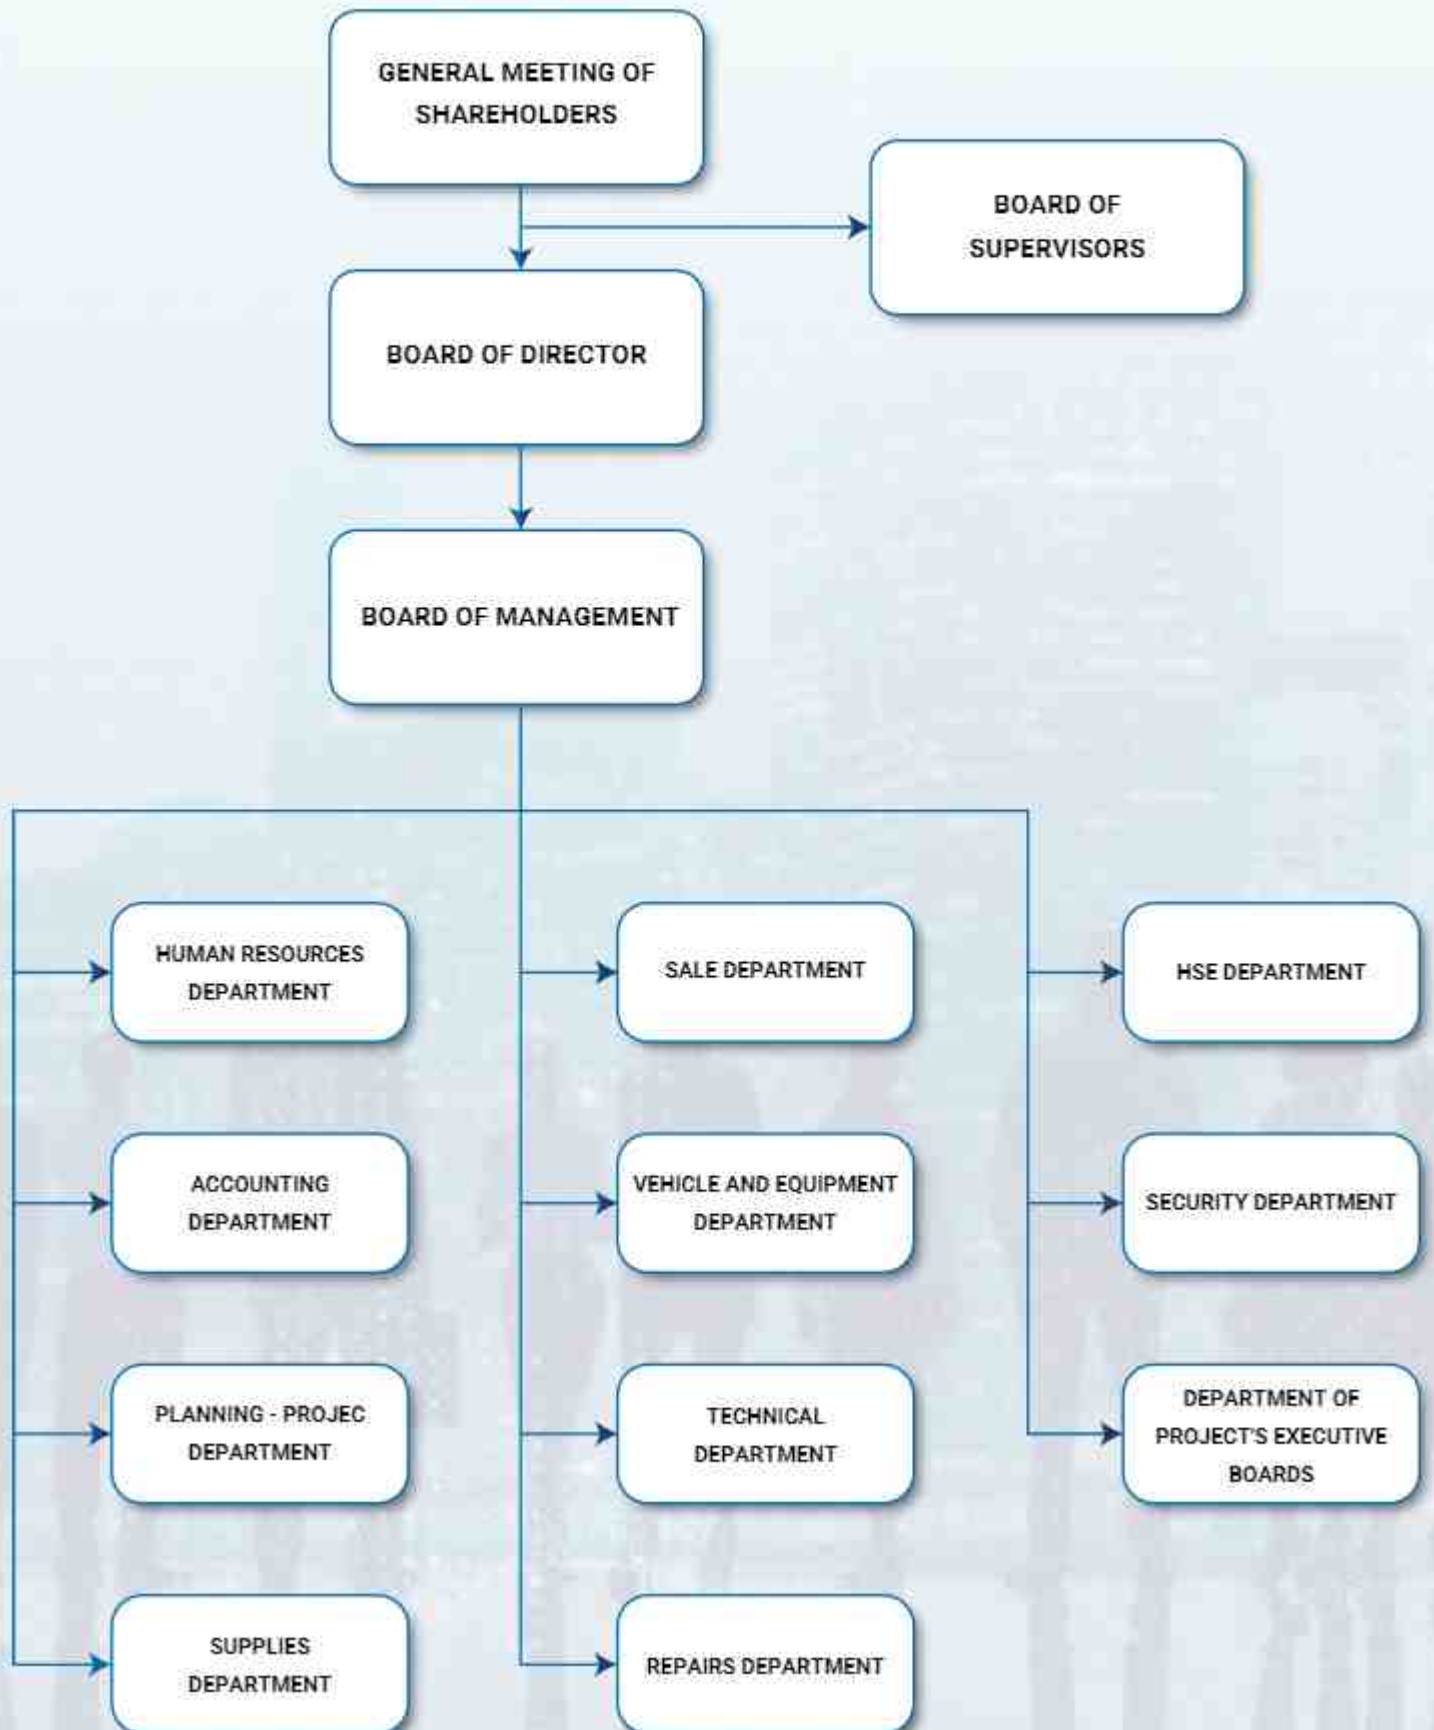 GENERAL MEETING OF
SHAREHOLDERS
BOARD OF
SUPERVISORS
BOARD OF DIRECTOR
BOARD OF MANAGEMENT
HUMAN RESOURCES
DEPARTMENT
SALE DEPARTMENT
HSE DEPARTMENT
ACCOUNTING
DEPARTMENT
VEHICLE AND EQUIPMENT
DEPARTMENT
SECURITY DEPARTMENT
PLANNING - PROJEC
DEPARTMENT
TECHNICAL
DEPARTMENT
DEPARTMENT OF
PROJECT'S EXECUTIVE
BOARDS
SUPPLIES
DEPARTMENT
REPAIRS DEPARTMENT